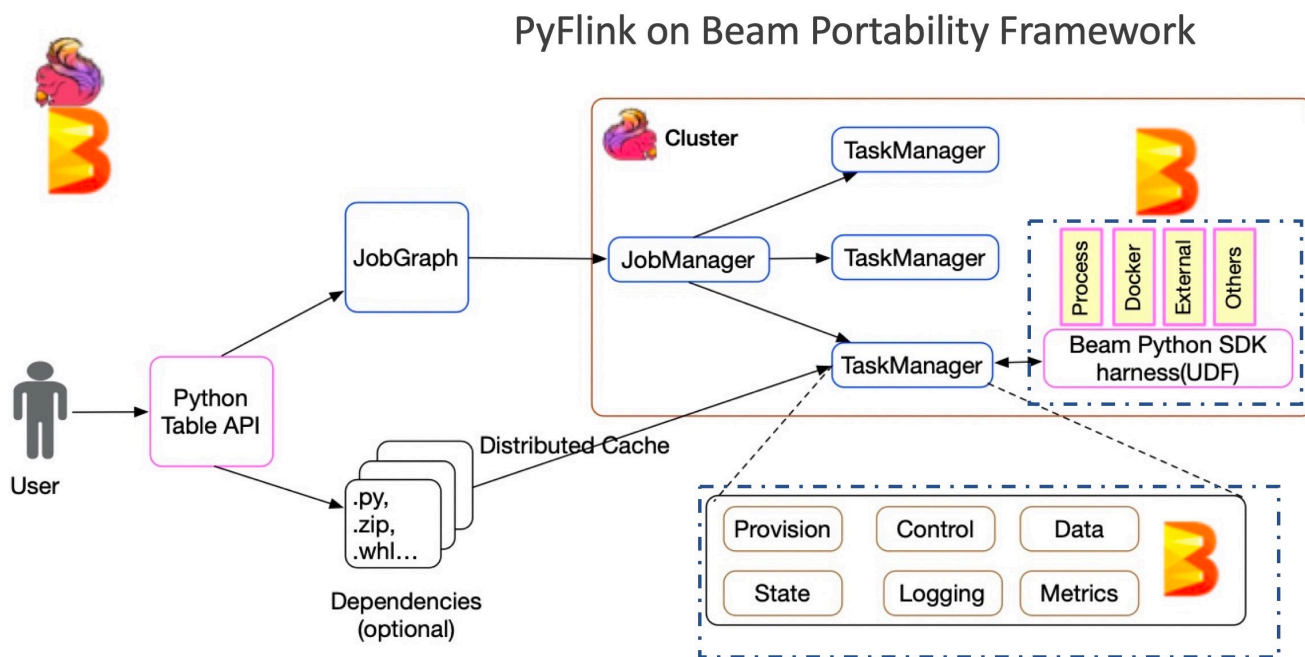 PyFlink on Beam Portability Framework
Cluster
TaskManager
JobGraph
JobManager
TaskManager
Process
Docker
External
Others
TaskManager
Beam Python SDK
harness(UDF)
Python
Table API
User
Distributed Cache
.py,
.zip,
.whl...
Dependencies
(optional)
Provision
Control
Data
State
Logging
Metrics